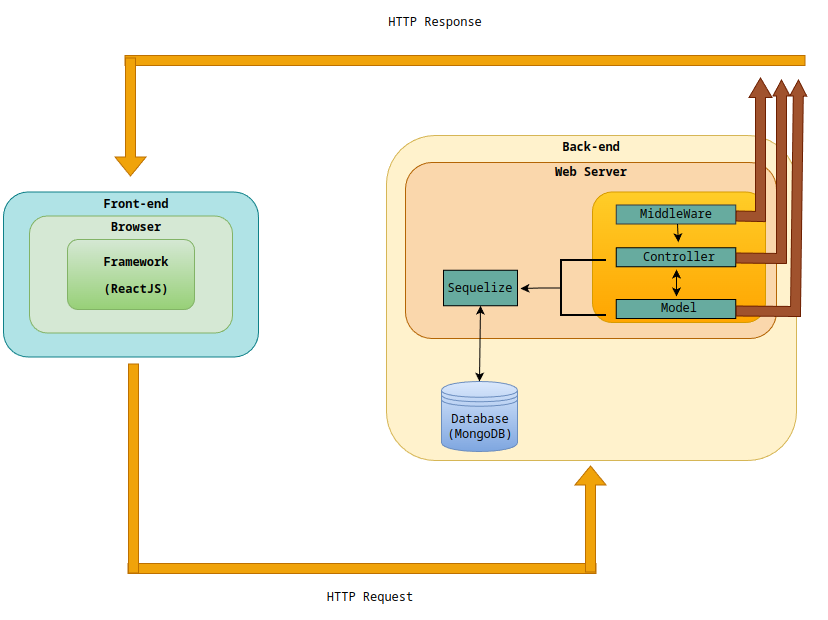 HTTP Response
Back-end
Web Server
Front-end
Browser
Framework
(ReactJS)
MiddleWare
Controller
Model
Sequelize
Database
(MongoDB)
HTTP Request